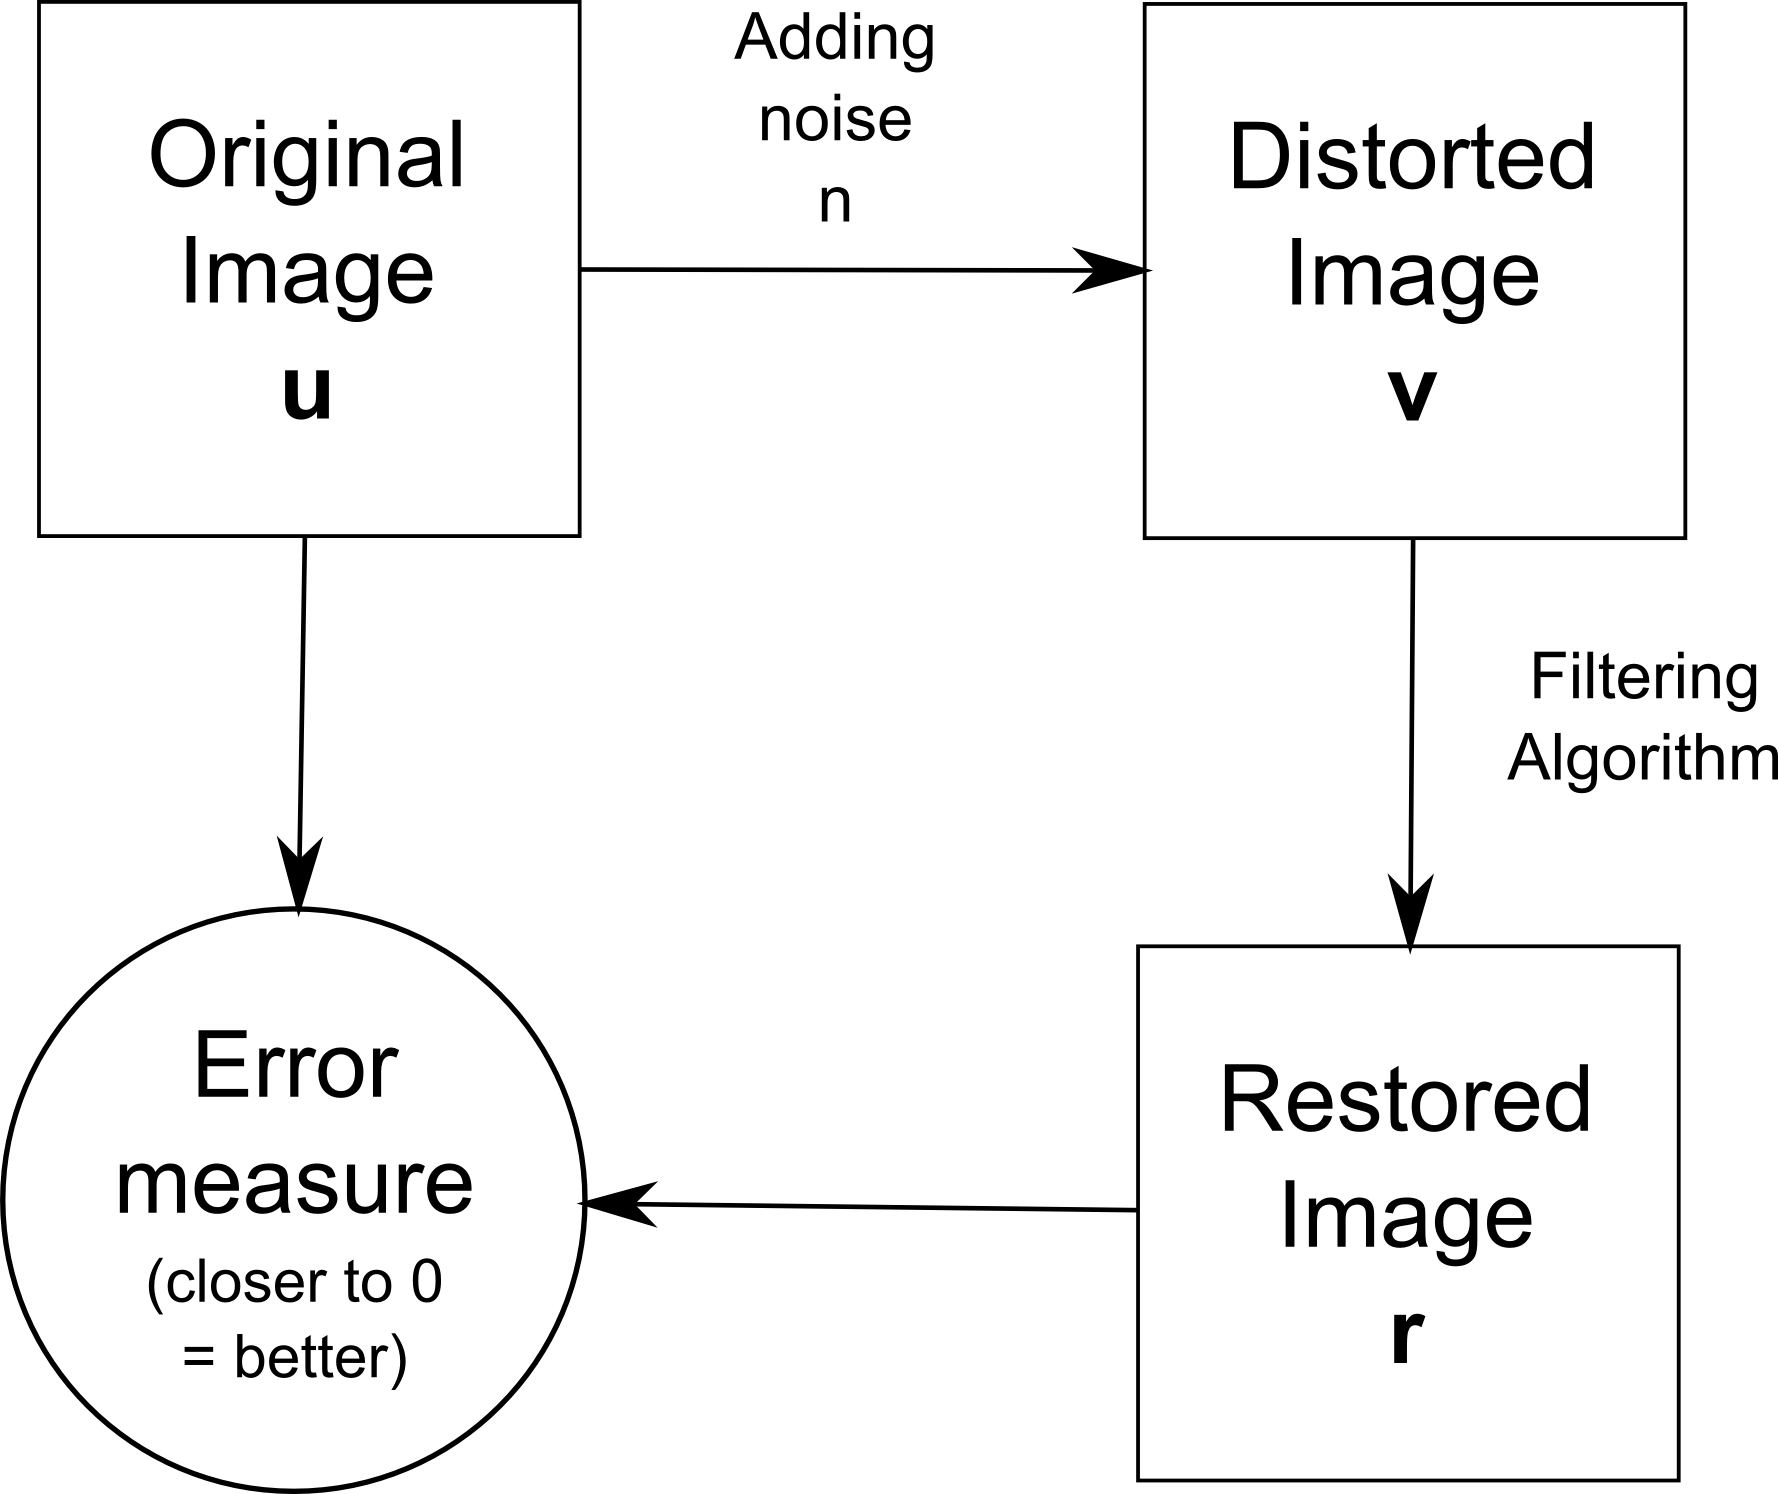 Original
Image
u
Adding
noise
n
Distorted
Image
v
Filtering
Algorithm
Error
measure
(closer to 0
= better)
Restored
Image
r